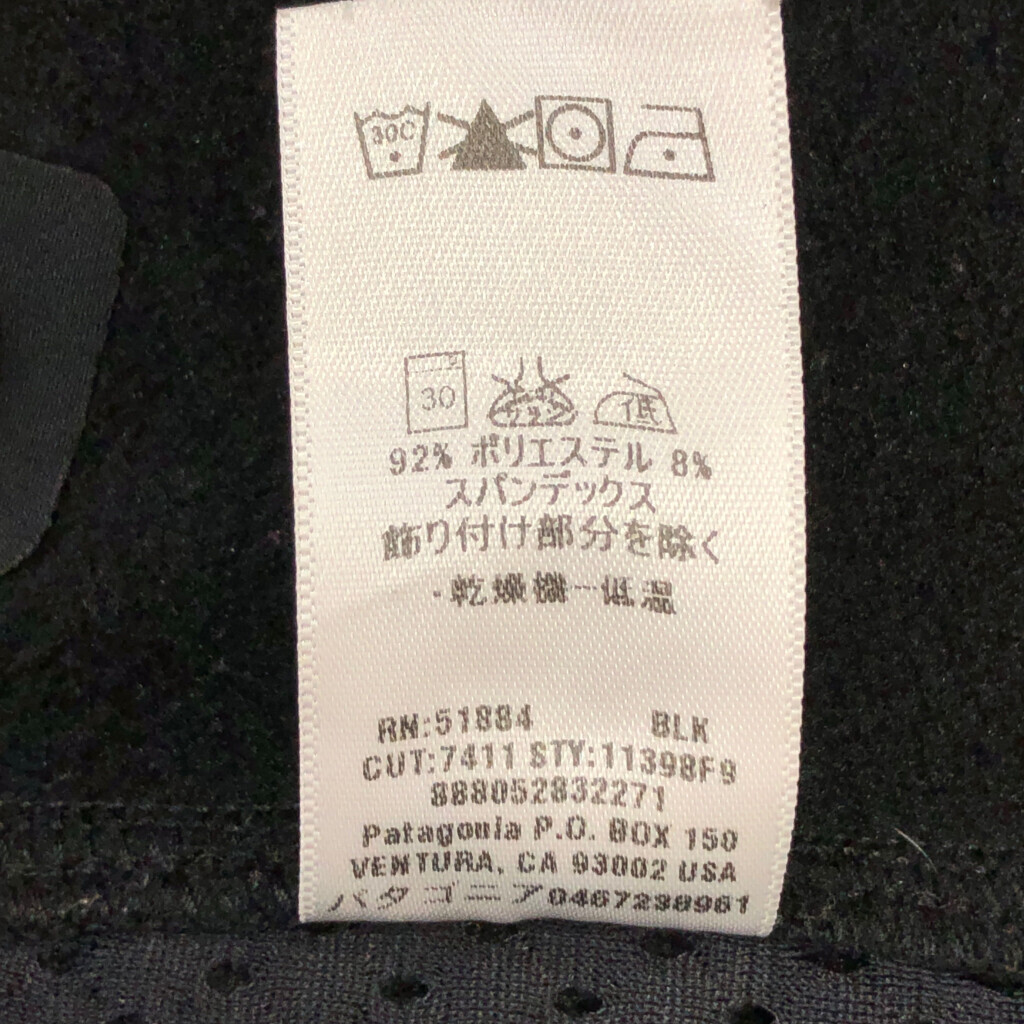 30C
30
低
92% ポリエステル 8%
スパンデックス
飾り付け部分を除く
・乾燥機ー低温
RN:51884 BLK
CUT:7411 STY:11398F9
888052832271
Patagonia P.O. BOX 150
VENTURA, CA 93002 USA
パタゴニア0467298961